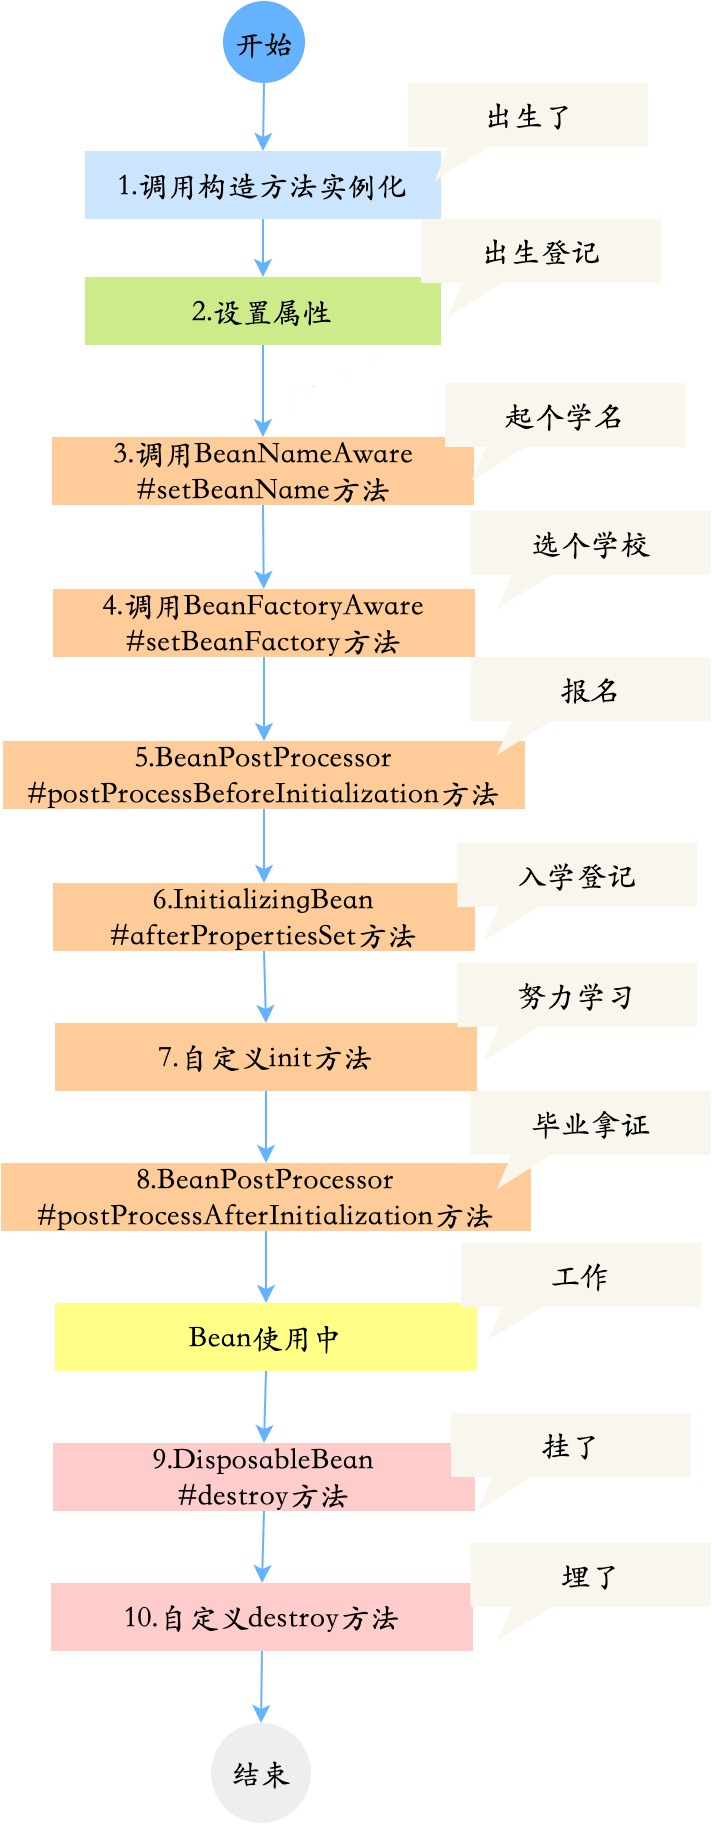 开始
出生了
1.调用构造方法实例化
出生登记
2.设置属性
起个学名
3.调用BeanNameAware
#setBeanName方法
选个学校
4.调用BeanFactoryAware
#setBeanFactory方法
报名
5.BeanPostProcessor
#postProcessBeforeInitialization方法
入学登记
6.InitializingBean
#afterPropertiesSet方法
努力学习
7.自定义init方法
毕业拿证
8.BeanPostProcessor
#postProcessAfterInitialization方法
工作
Bean使用中
挂了
9.DisposableBean
#destroy方法
埋了
10.自定义destroy方法
结束